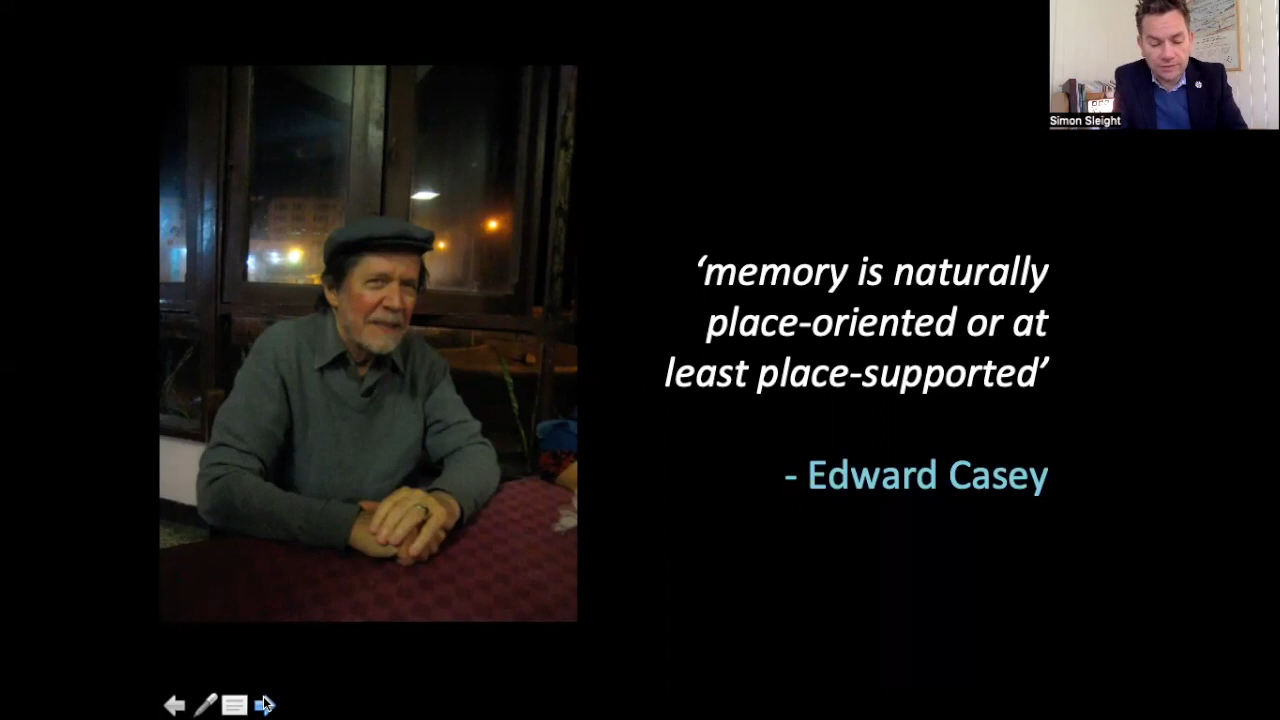 Simon Sleight
‘memory is naturally
place-oriented or at
least place-supported’
- Edward Casey